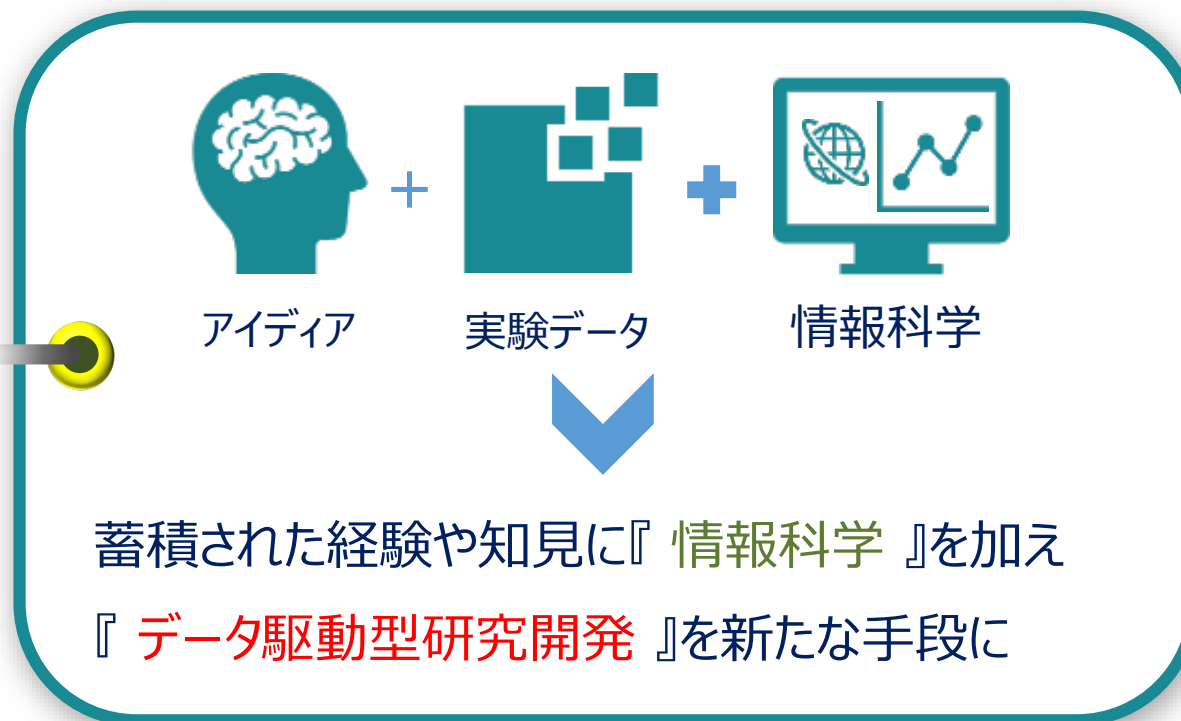 アイディア
実験データ
情報科学
蓄積された経験や知見に『 情報科学 』を加え
『 データ駆動型研究開発 』を新たな手段に